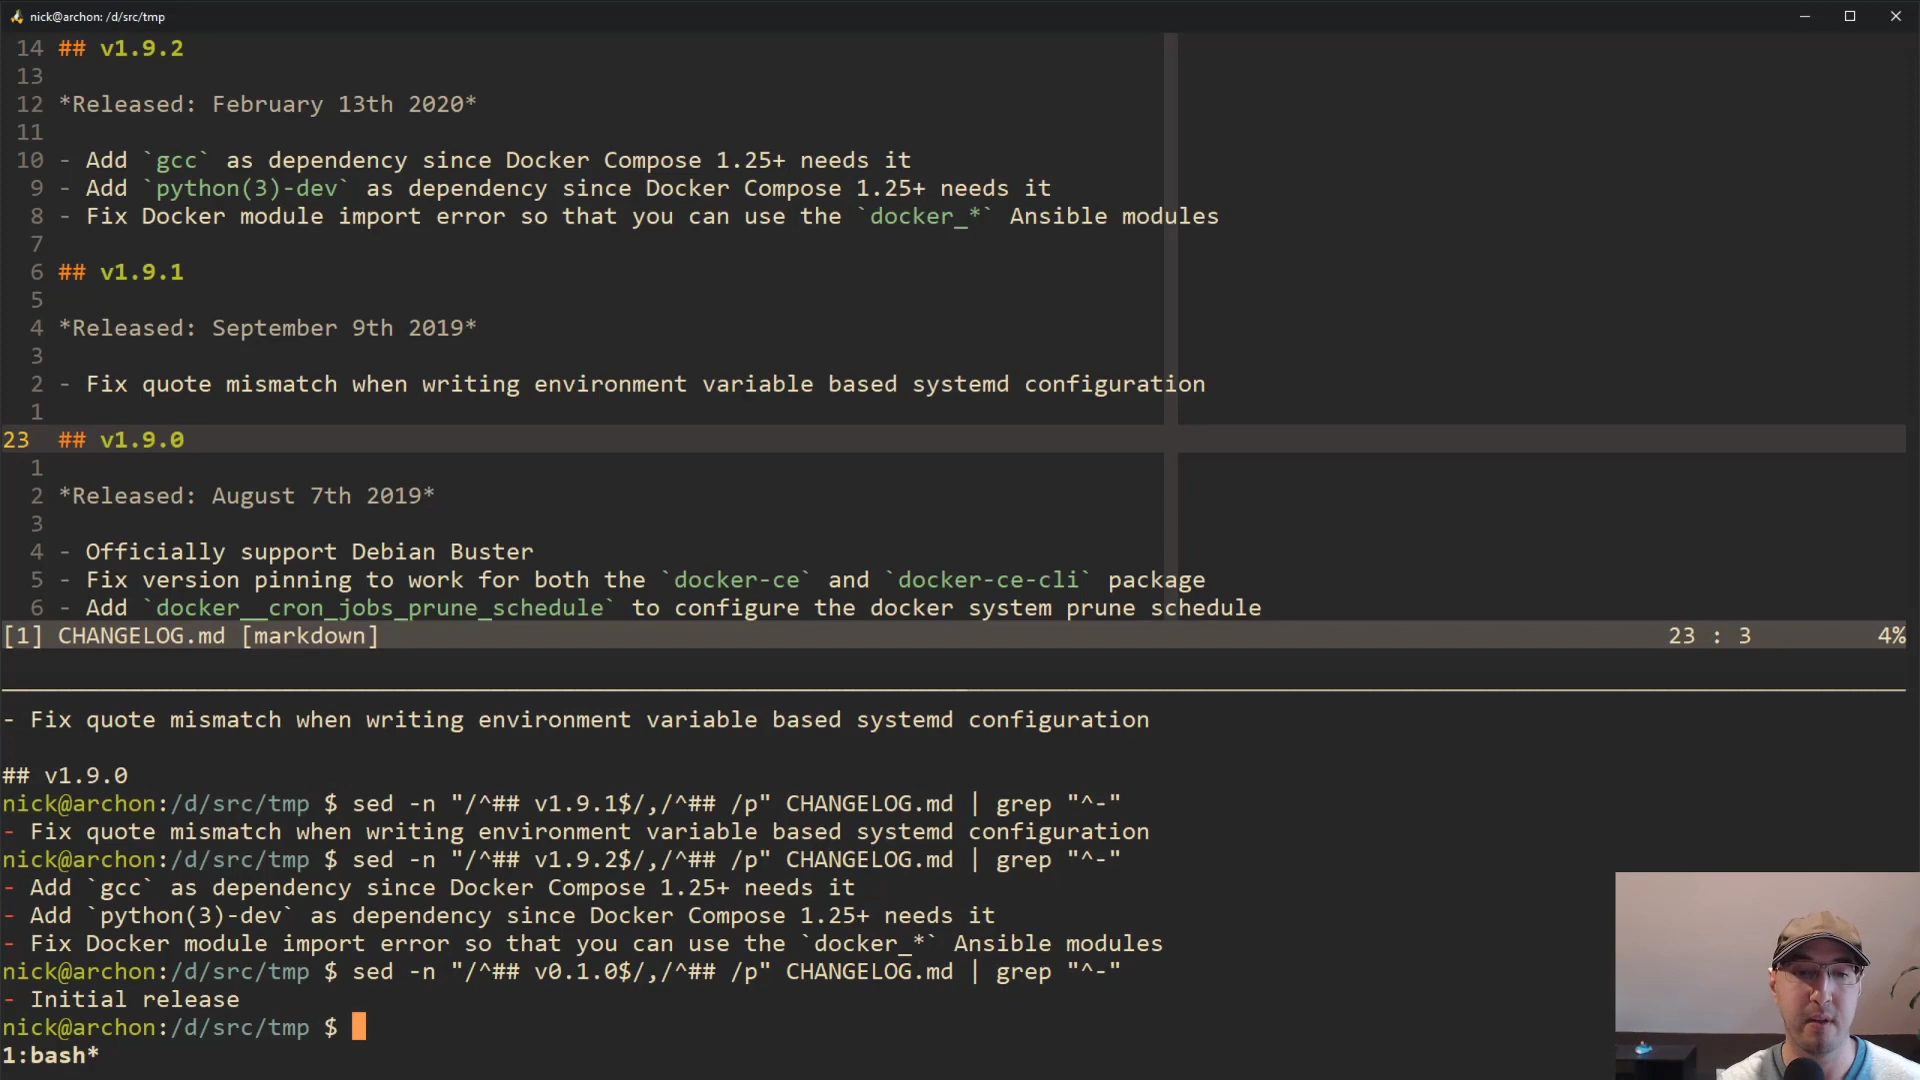 nick@archon: /d/src/tmp
14 ## v1.9.2
13
12 *Released: February 13th 2020*
11
10 - Add `gcc` as dependency since Docker Compose 1.25+ needs it
9 - Add `python(3)-dev` as dependency since Docker Compose 1.25+ needs it
8 - Fix Docker module import error so that you can use the `docker_*` Ansible modules
7
6 ## v1.9.1
5
4 *Released: September 9th 2019*
3
2 - Fix quote mismatch when writing environment variable based systemd configuration
1
23 ## v1.9.0
1
2 *Released: August 7th 2019*
3
4 - Officially support Debian Buster
5 - Fix version pinning to work for both the `docker-ce` and `docker-ce-cli` package
6 - Add `docker__cron_jobs_prune_schedule` to configure the docker system prune schedule
[1] CHANGELOG.md [markdown] 23 : 3 4%
- Fix quote mismatch when writing environment variable based systemd configuration
## v1.9.0
nick@archon:/d/src/tmp $ sed -n "/^## v1.9.1$/,/^## /p" CHANGELOG.md | grep "^-"
- Fix quote mismatch when writing environment variable based systemd configuration
nick@archon:/d/src/tmp $ sed -n "/^## v1.9.2$/,/^## /p" CHANGELOG.md | grep "^-"
- Add `gcc` as dependency since Docker Compose 1.25+ needs it
- Add `python(3)-dev` as dependency since Docker Compose 1.25+ needs it
- Fix Docker module import error so that you can use the `docker_*` Ansible modules
nick@archon:/d/src/tmp $ sed -n "/^## v0.1.0$/,/^## /p" CHANGELOG.md | grep "^-"
- Initial release
nick@archon:/d/src/tmp $
1:bash*